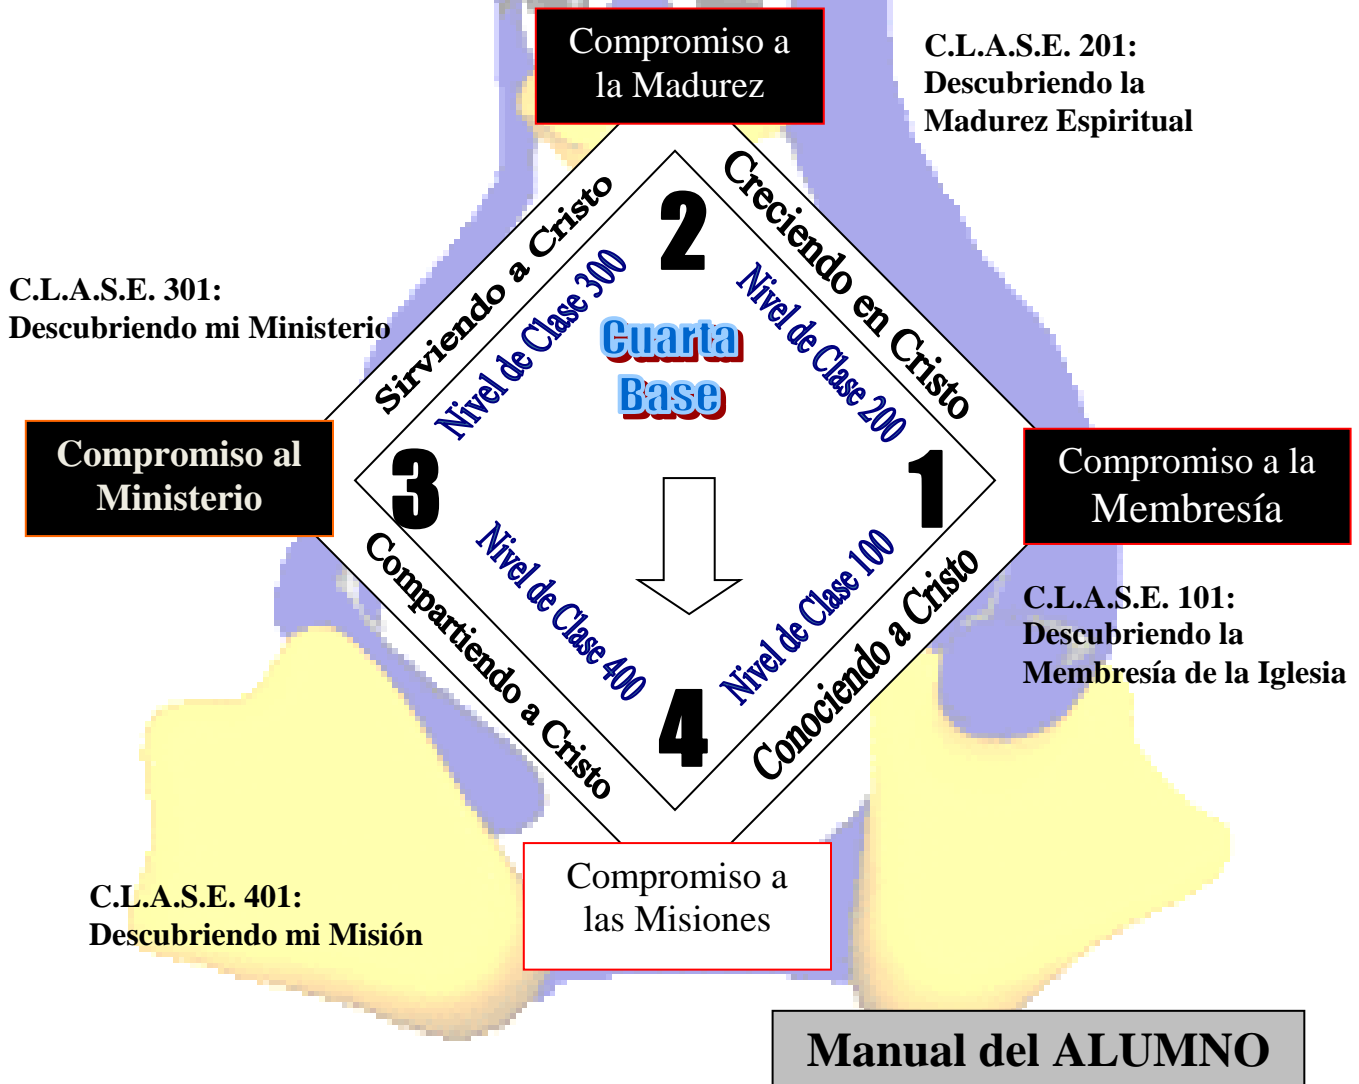 Compromiso a
la Madurez
C.L.A.S.E. 201:
Descubriendo la
Madurez Espiritual
Sirviendo a Cristo
Creciendo en Cristo
2
Nivel de Clase 300
Nivel de Clase 200
C.L.A.S.E. 301:
Descubriendo mi Ministerio
Cuarta
Base
Compromiso al
Ministerio
3
1
Compromiso a la
Membresía
Nivel de Clase 400
Nivel de Clase 100
Compartiendo a Cristo
Conociendo a Cristo
C.L.A.S.E. 101:
Descubriendo la
Membresía de la Iglesia
4
Compromiso a
las Misiones
C.L.A.S.E. 401:
Descubriendo mi Misión
Manual del ALUMNO